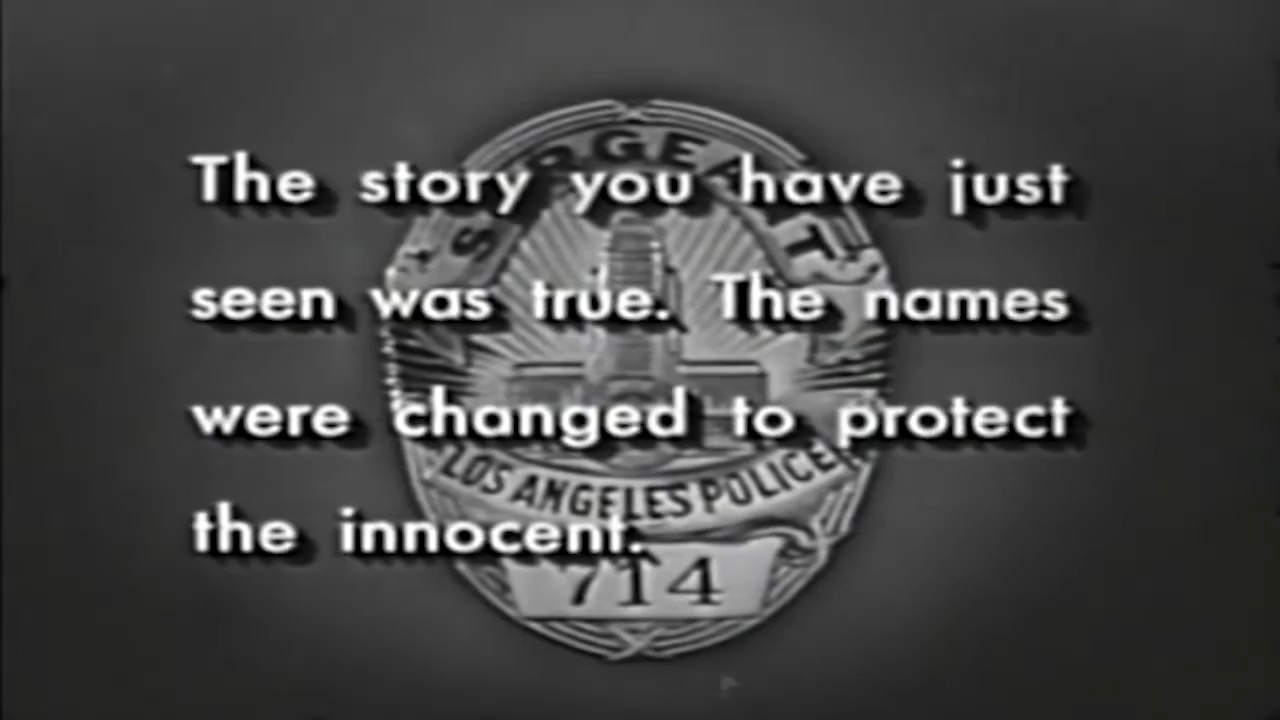 The story you have just
seen was true. The names
were changed to protect
the innocent.
SERGEANT
LOS ANGELES POLICE
714